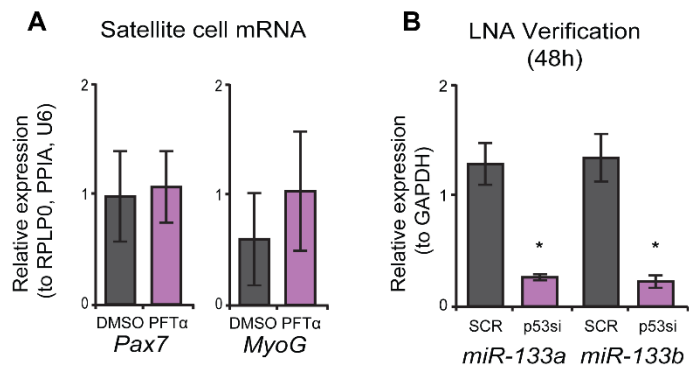 A
Satellite cell mRNA
Relative expression
(to RPLP0, PPIA, U6)
2
1
0
DMSO PFTα
Pax7
2
1
0
DMSO PFTα
MyoG
B
LNA Verification
(48h)
Relative expression
(to GAPDH)
2
1
0
*
*
SCR p53si SCR p53si
miR-133a miR-133b